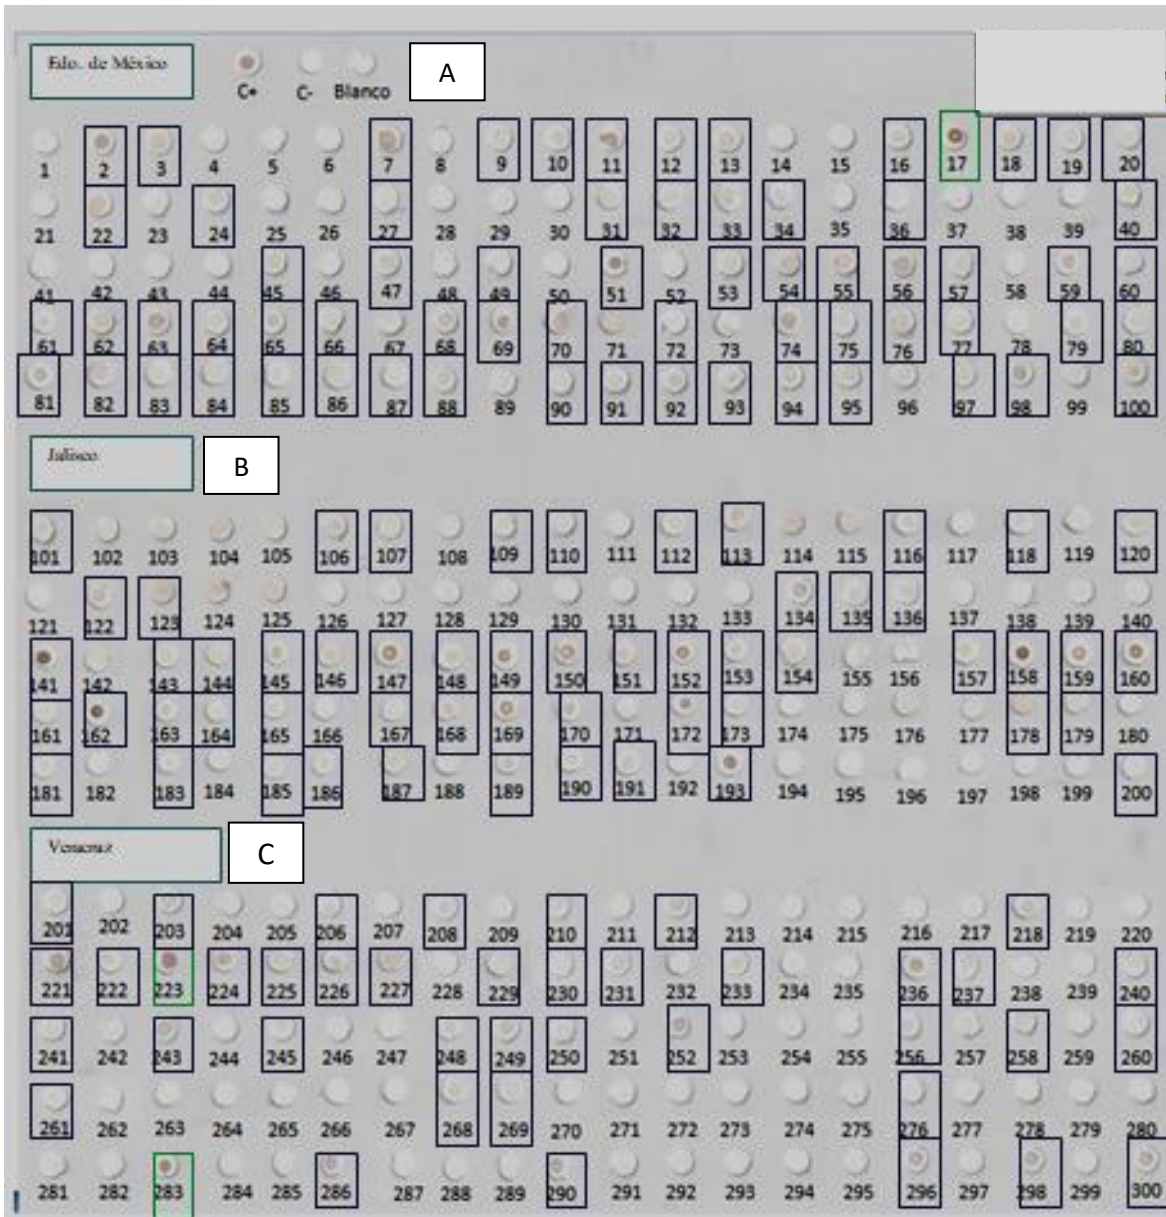 Edo. de México
A
C+ C- Blanco
1 2 3 4 5 6 7 8 9 10 11 12 13 14 15 16 17 18 19 20
21 22 23 24 25 26 27 28 29 30 31 32 33 34 35 36 37 38 39 40
41 42 43 44 45 46 47 48 49 50 51 52 53 54 55 56 57 58 59 60
61 62 63 64 65 66 67 68 69 70 71 72 73 74 75 76 77 78 79 80
81 82 83 84 85 86 87 88 89 90 91 92 93 94 95 96 97 98 99 100
Jalisco
B
101 102 103 104 105 106 107 108 109 110 111 112 113 114 115 116 117 118 119 120
121 122 123 124 125 126 127 128 129 130 131 132 133 134 135 136 137 138 139 140
141 142 143 144 145 146 147 148 149 150 151 152 153 154 155 156 157 158 159 160
161 162 163 164 165 166 167 168 169 170 171 172 173 174 175 176 177 178 179 180
181 182 183 184 185 186 187 188 189 190 191 192 193 194 195 196 197 198 199 200
Veracruz
C
201 202 203 204 205 206 207 208 209 210 211 212 213 214 215 216 217 218 219 220
221 222 223 224 225 226 227 228 229 230 231 232 233 234 235 236 237 238 239 240
241 242 243 244 245 246 247 248 249 250 251 252 253 254 255 256 257 258 259 260
261 262 263 264 265 266 267 268 269 270 271 272 273 274 275 276 277 278 279 280
281 282 283 284 285 286 287 288 289 290 291 292 293 294 295 296 297 298 299 300